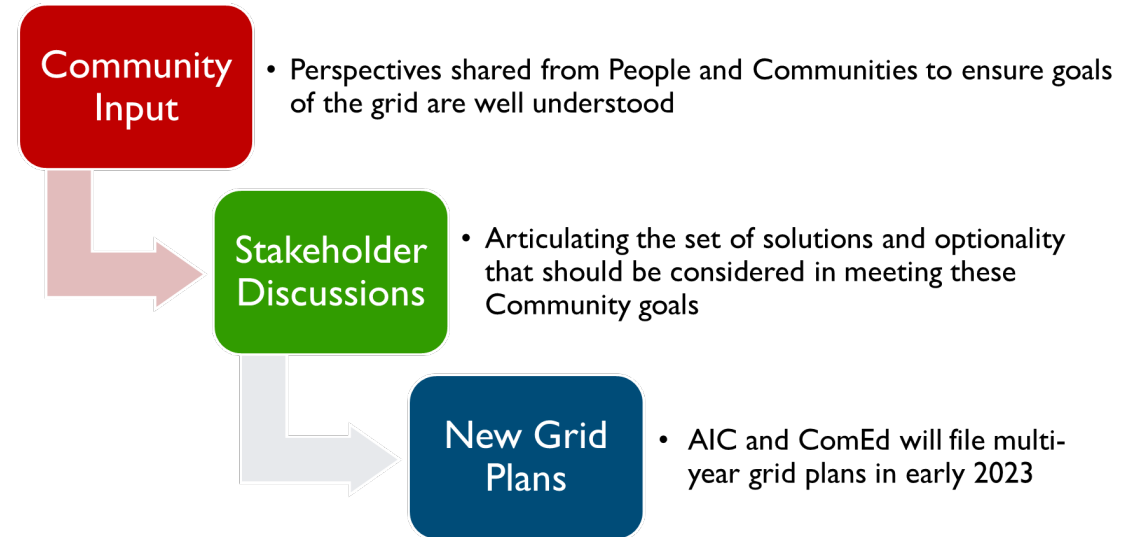 Community
Input
• Perspectives shared from People and Communities to ensure goals
of the grid are well understood
Stakeholder
Discussions
• Articulating the set of solutions and optionality
that should be considered in meeting these
Community goals
New Grid
Plans
• AIC and ComEd will file multi-
year grid plans in early 2023